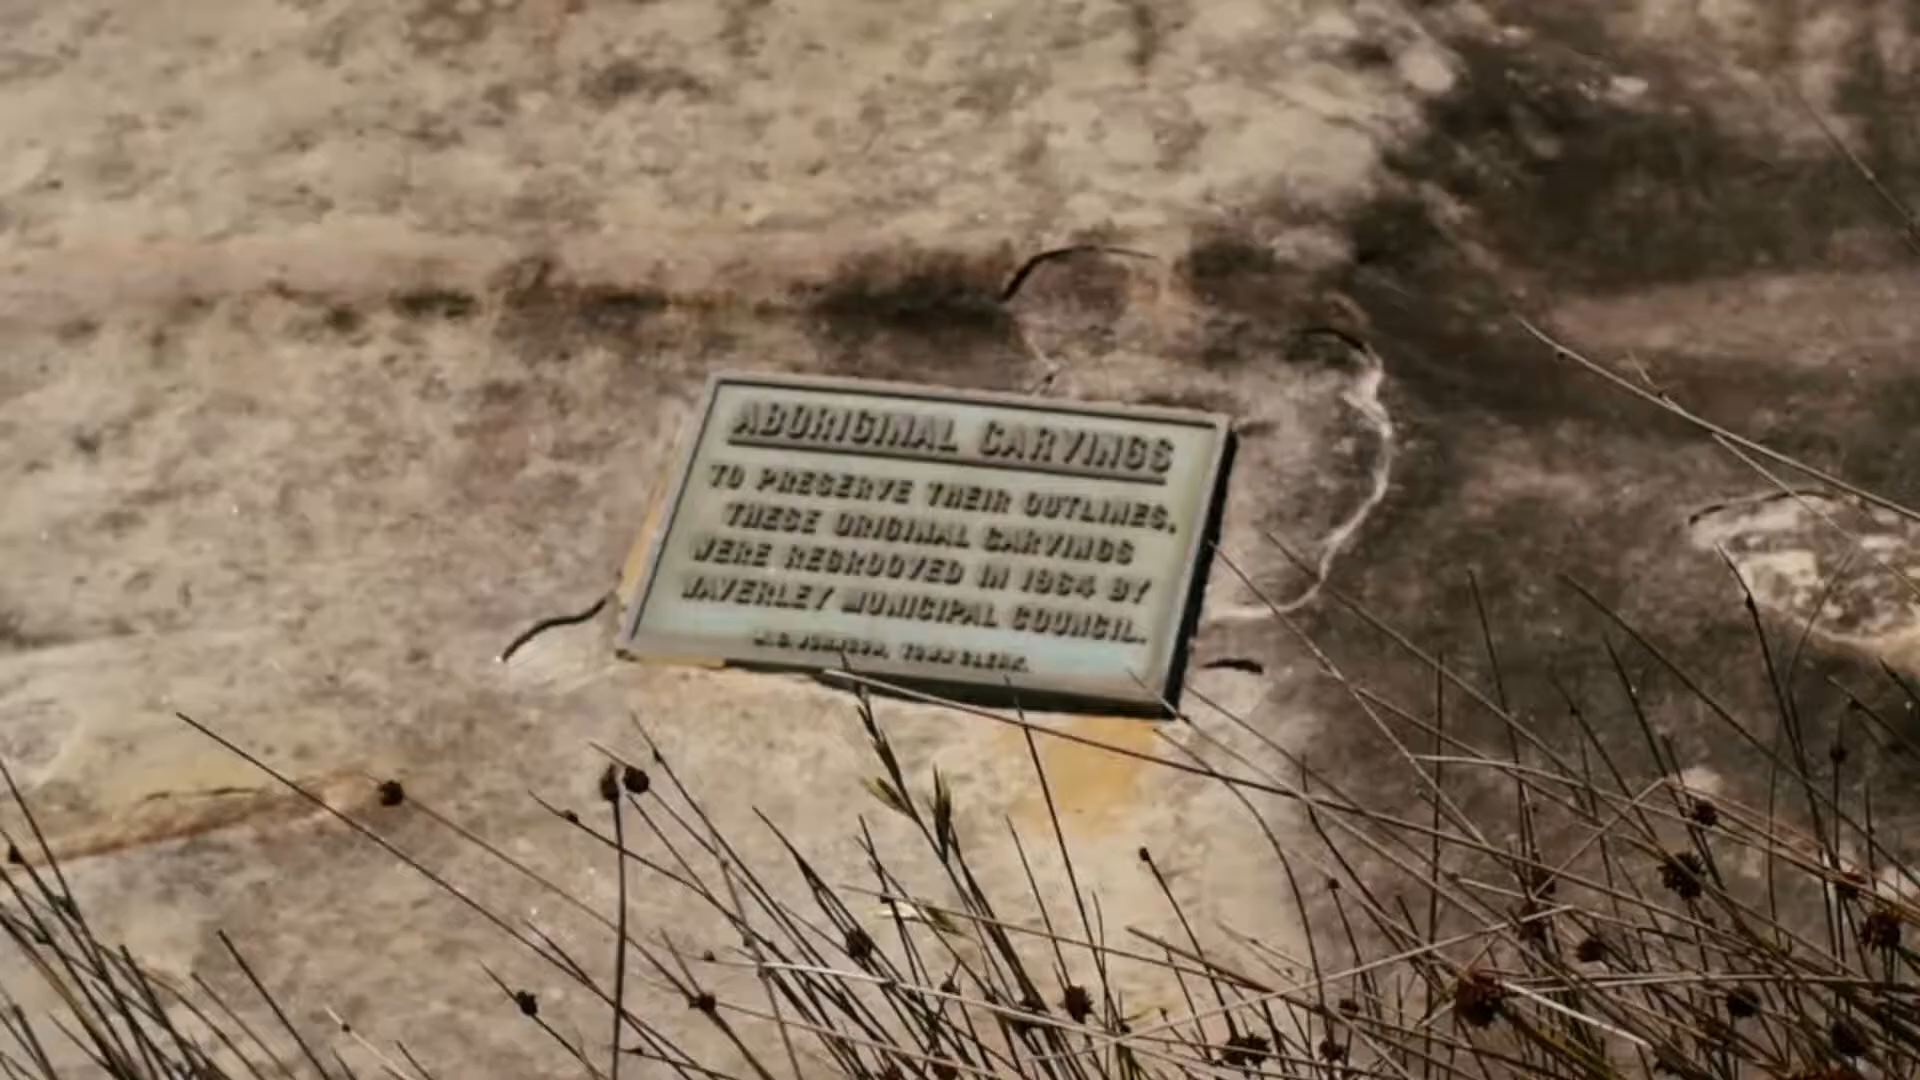 ABORIGINAL CARVINGS
TO PRESERVE THEIR OUTLINES,
THESE ORIGINAL CARVINGS
WERE REGROOVED IN 1964 BY
WAVERLEY MUNICIPAL COUNCIL.
JOHNSON, TOWN CLERK.